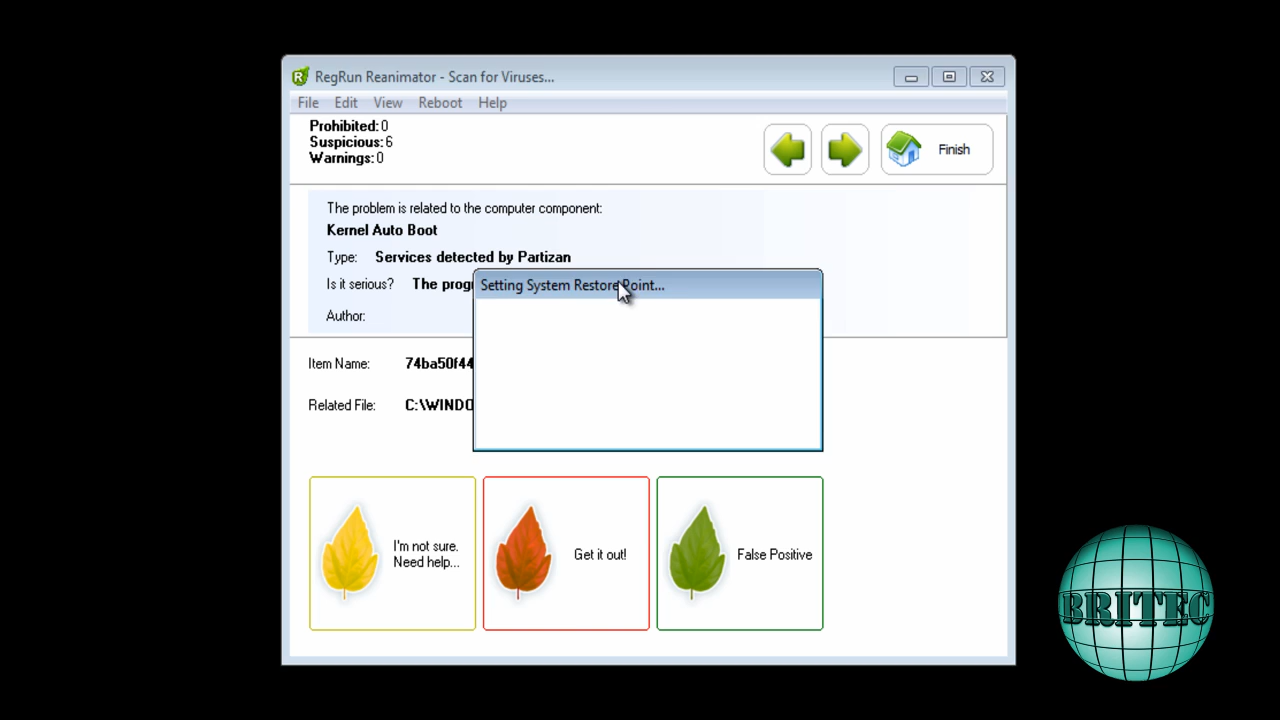 RegRun Reanimator - Scan for Viruses...
File Edit View Reboot Help
Prohibited: 0
Suspicious: 6
Warnings: 0
Finish
The problem is related to the computer component:
Kernel Auto Boot
Type: Services detected by Partizan
Is it serious? The prog
Setting System Restore Point...
Author:
Item Name: 74ba50f44
Related File: C:\WINDO
I'm not sure.
Need help...
Get it out!
False Positive
BRITEC